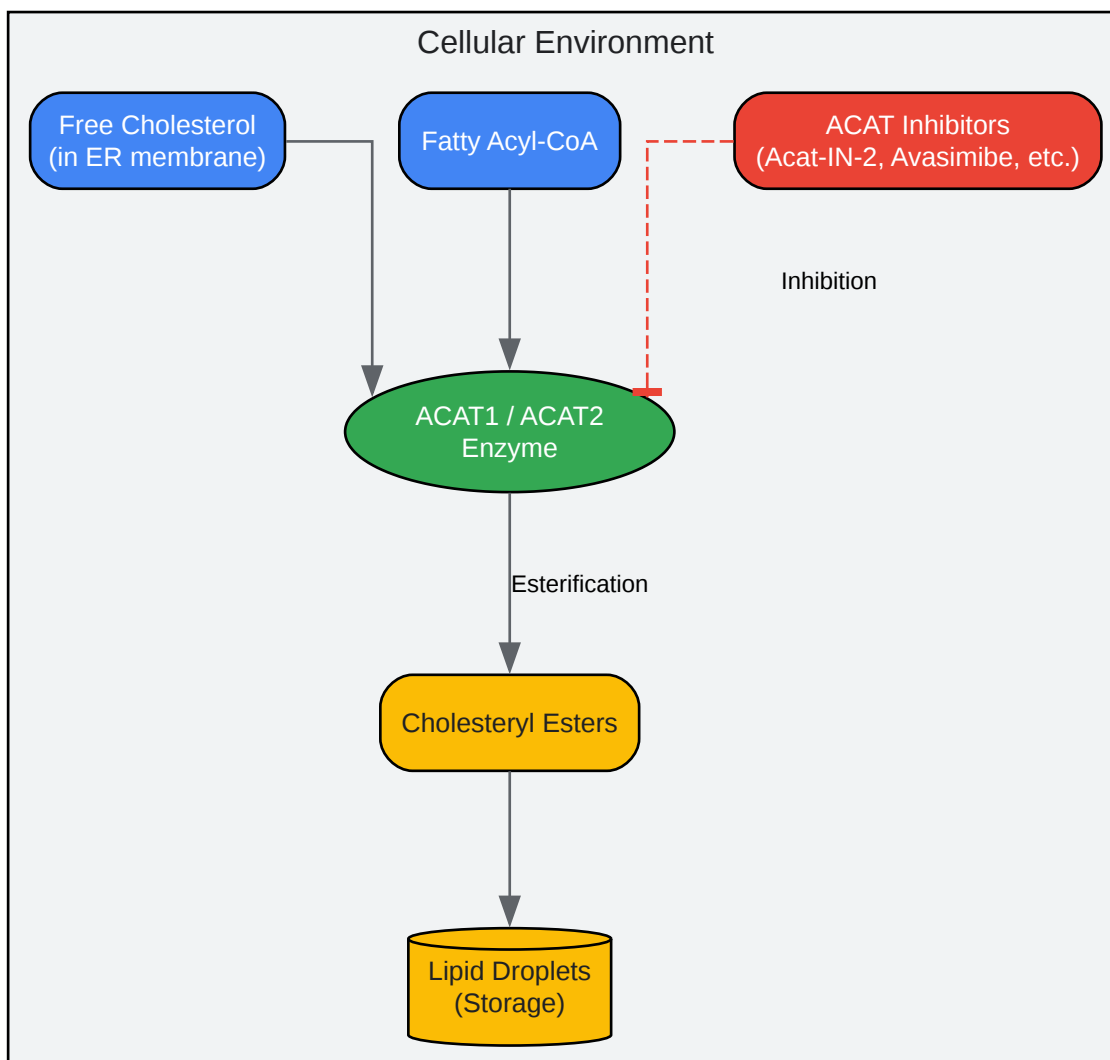 Cellular Environment
Free Cholesterol
(in ER membrane)
Fatty Acyl-CoA
ACAT Inhibitors
(Acat-IN-2, Avasimibe, etc.)
Inhibition
ACAT1 / ACAT2
Enzyme
Esterification
Cholesteryl Esters
Lipid Droplets
(Storage)